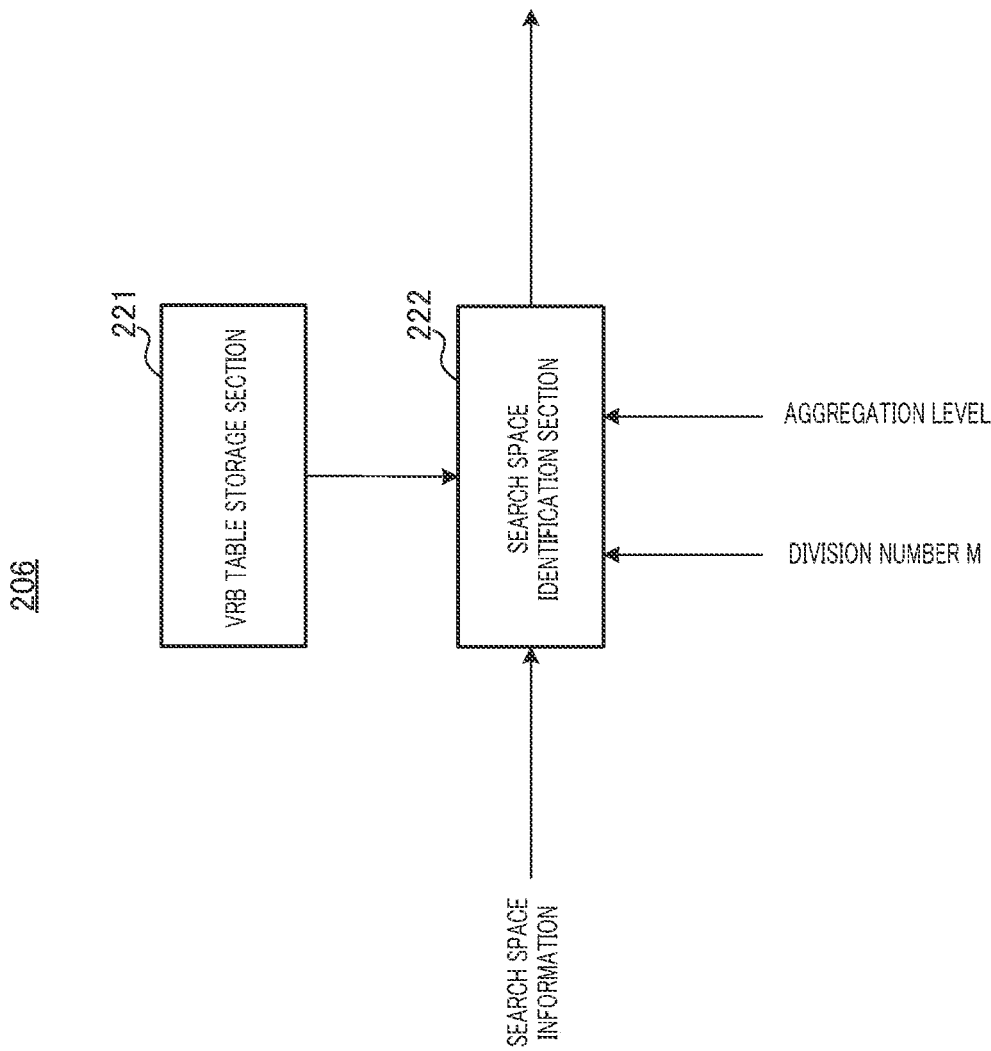 206
221
VRB TABLE STORAGE SECTION
222
SEARCH SPACE
IDENTIFICATION SECTION
SEARCH SPACE
INFORMATION
DIVISION NUMBER M
AGGREGATION LEVEL